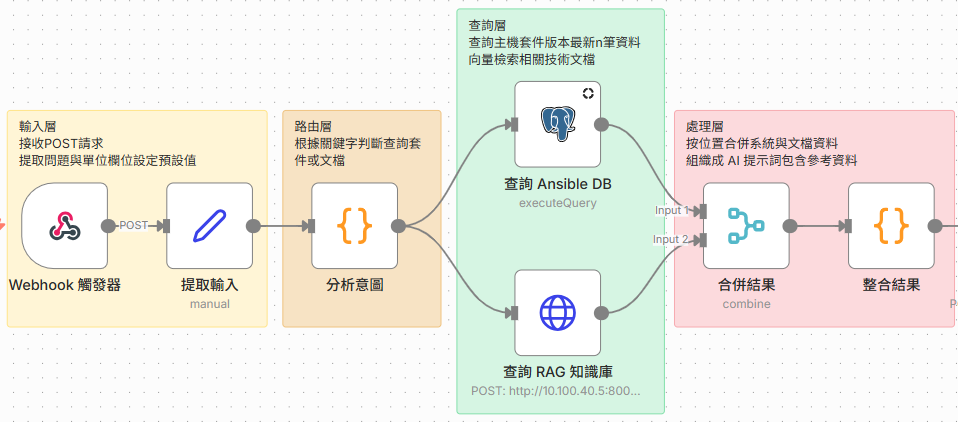 輸入層
接收POST請求
提取問題與單位欄位設定預設值
POST
Webhook 觸發器
提取輸入
manual
路由層
根據關鍵字判斷查詢套
件或文檔
分析意圖
查詢層
查詢主機套件版本最新n筆資料
向量檢索相關技術文檔
查詢 Ansible DB
executeQuery
查詢 RAG 知識庫
POST: http://10.100.40.5:800...
處理層
按位置合併系統與文檔資料
組織成 AI 提示詞包含參考資料
Input 1
Input 2
合併結果
combine
整合結果